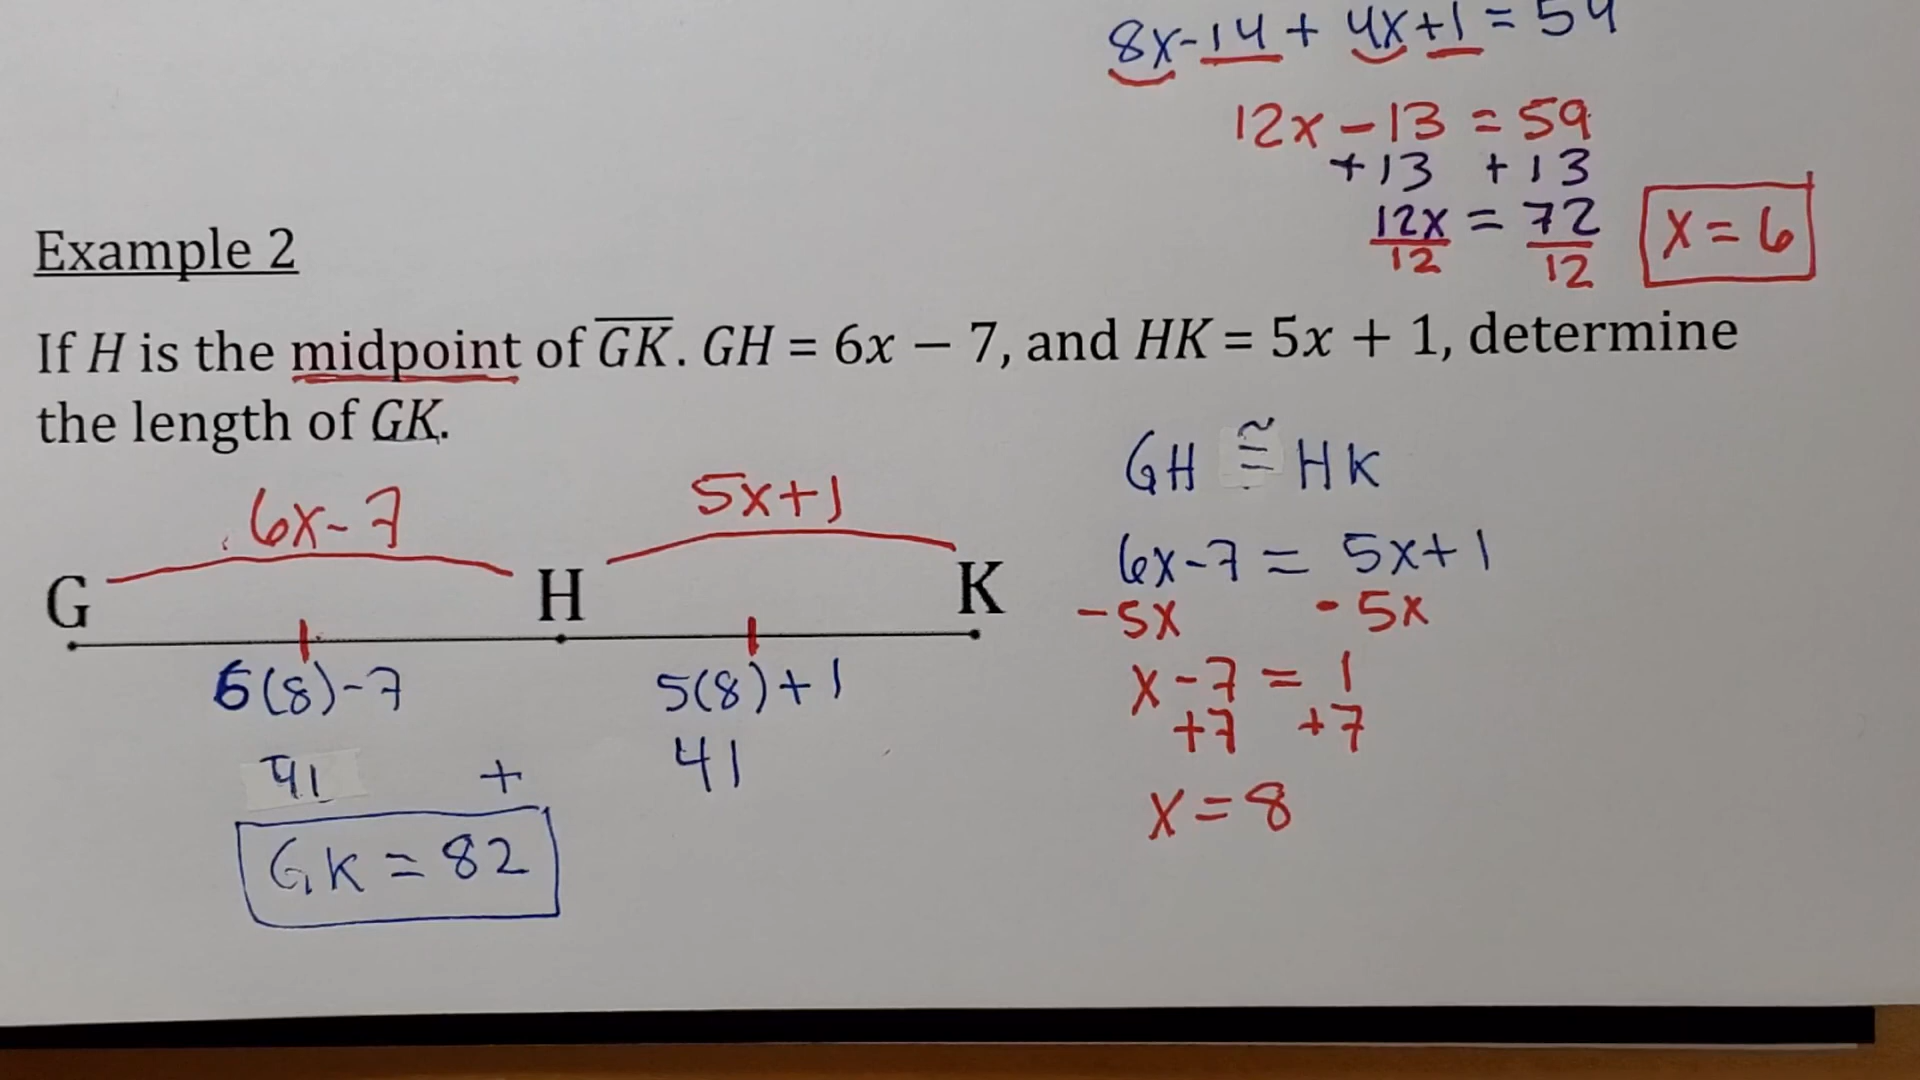 8x-14 + 4x+1 = 59
12x - 13 = 59
+13 +13
12x = 72
12 12
x = 6
Example 2
If H is the midpoint of GK. GH = 6x − 7, and HK = 5x + 1, determine
the length of GK.
6x-7 5x+1
G H K
6(8)-7 5(8)+1
41 + 41
GK = 82
GH ≅ HK
6x-7 = 5x+1
-5x -5x
x-7 = 1
+7 +7
x = 8